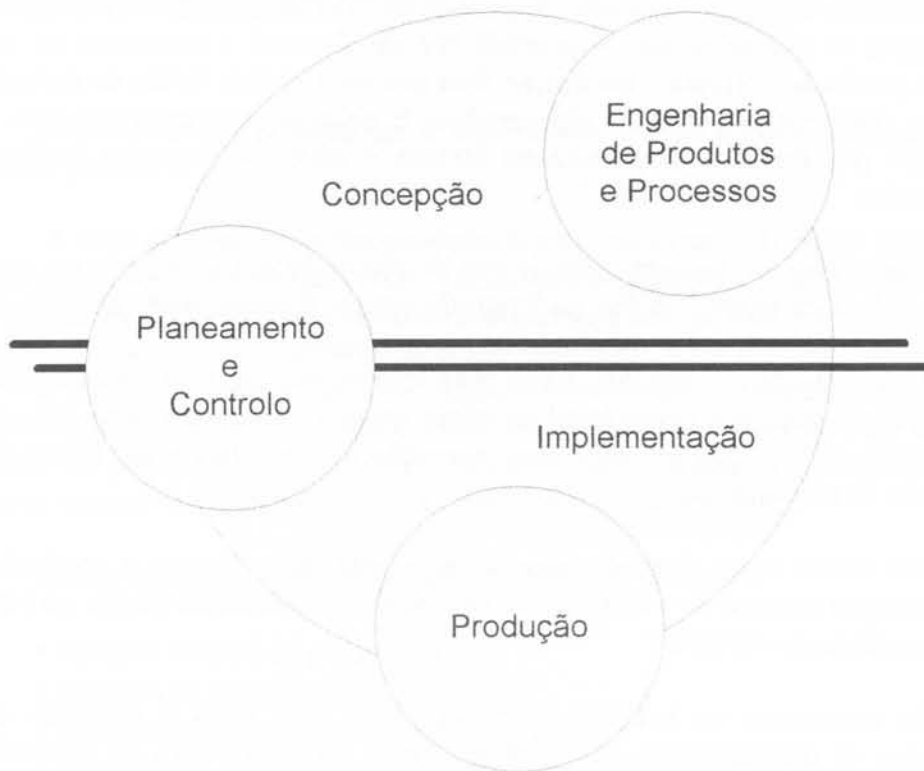 Engenharia
de Produtos
e Processos
Concepção
Planeamento
e
Controlo
Implementação
Produção